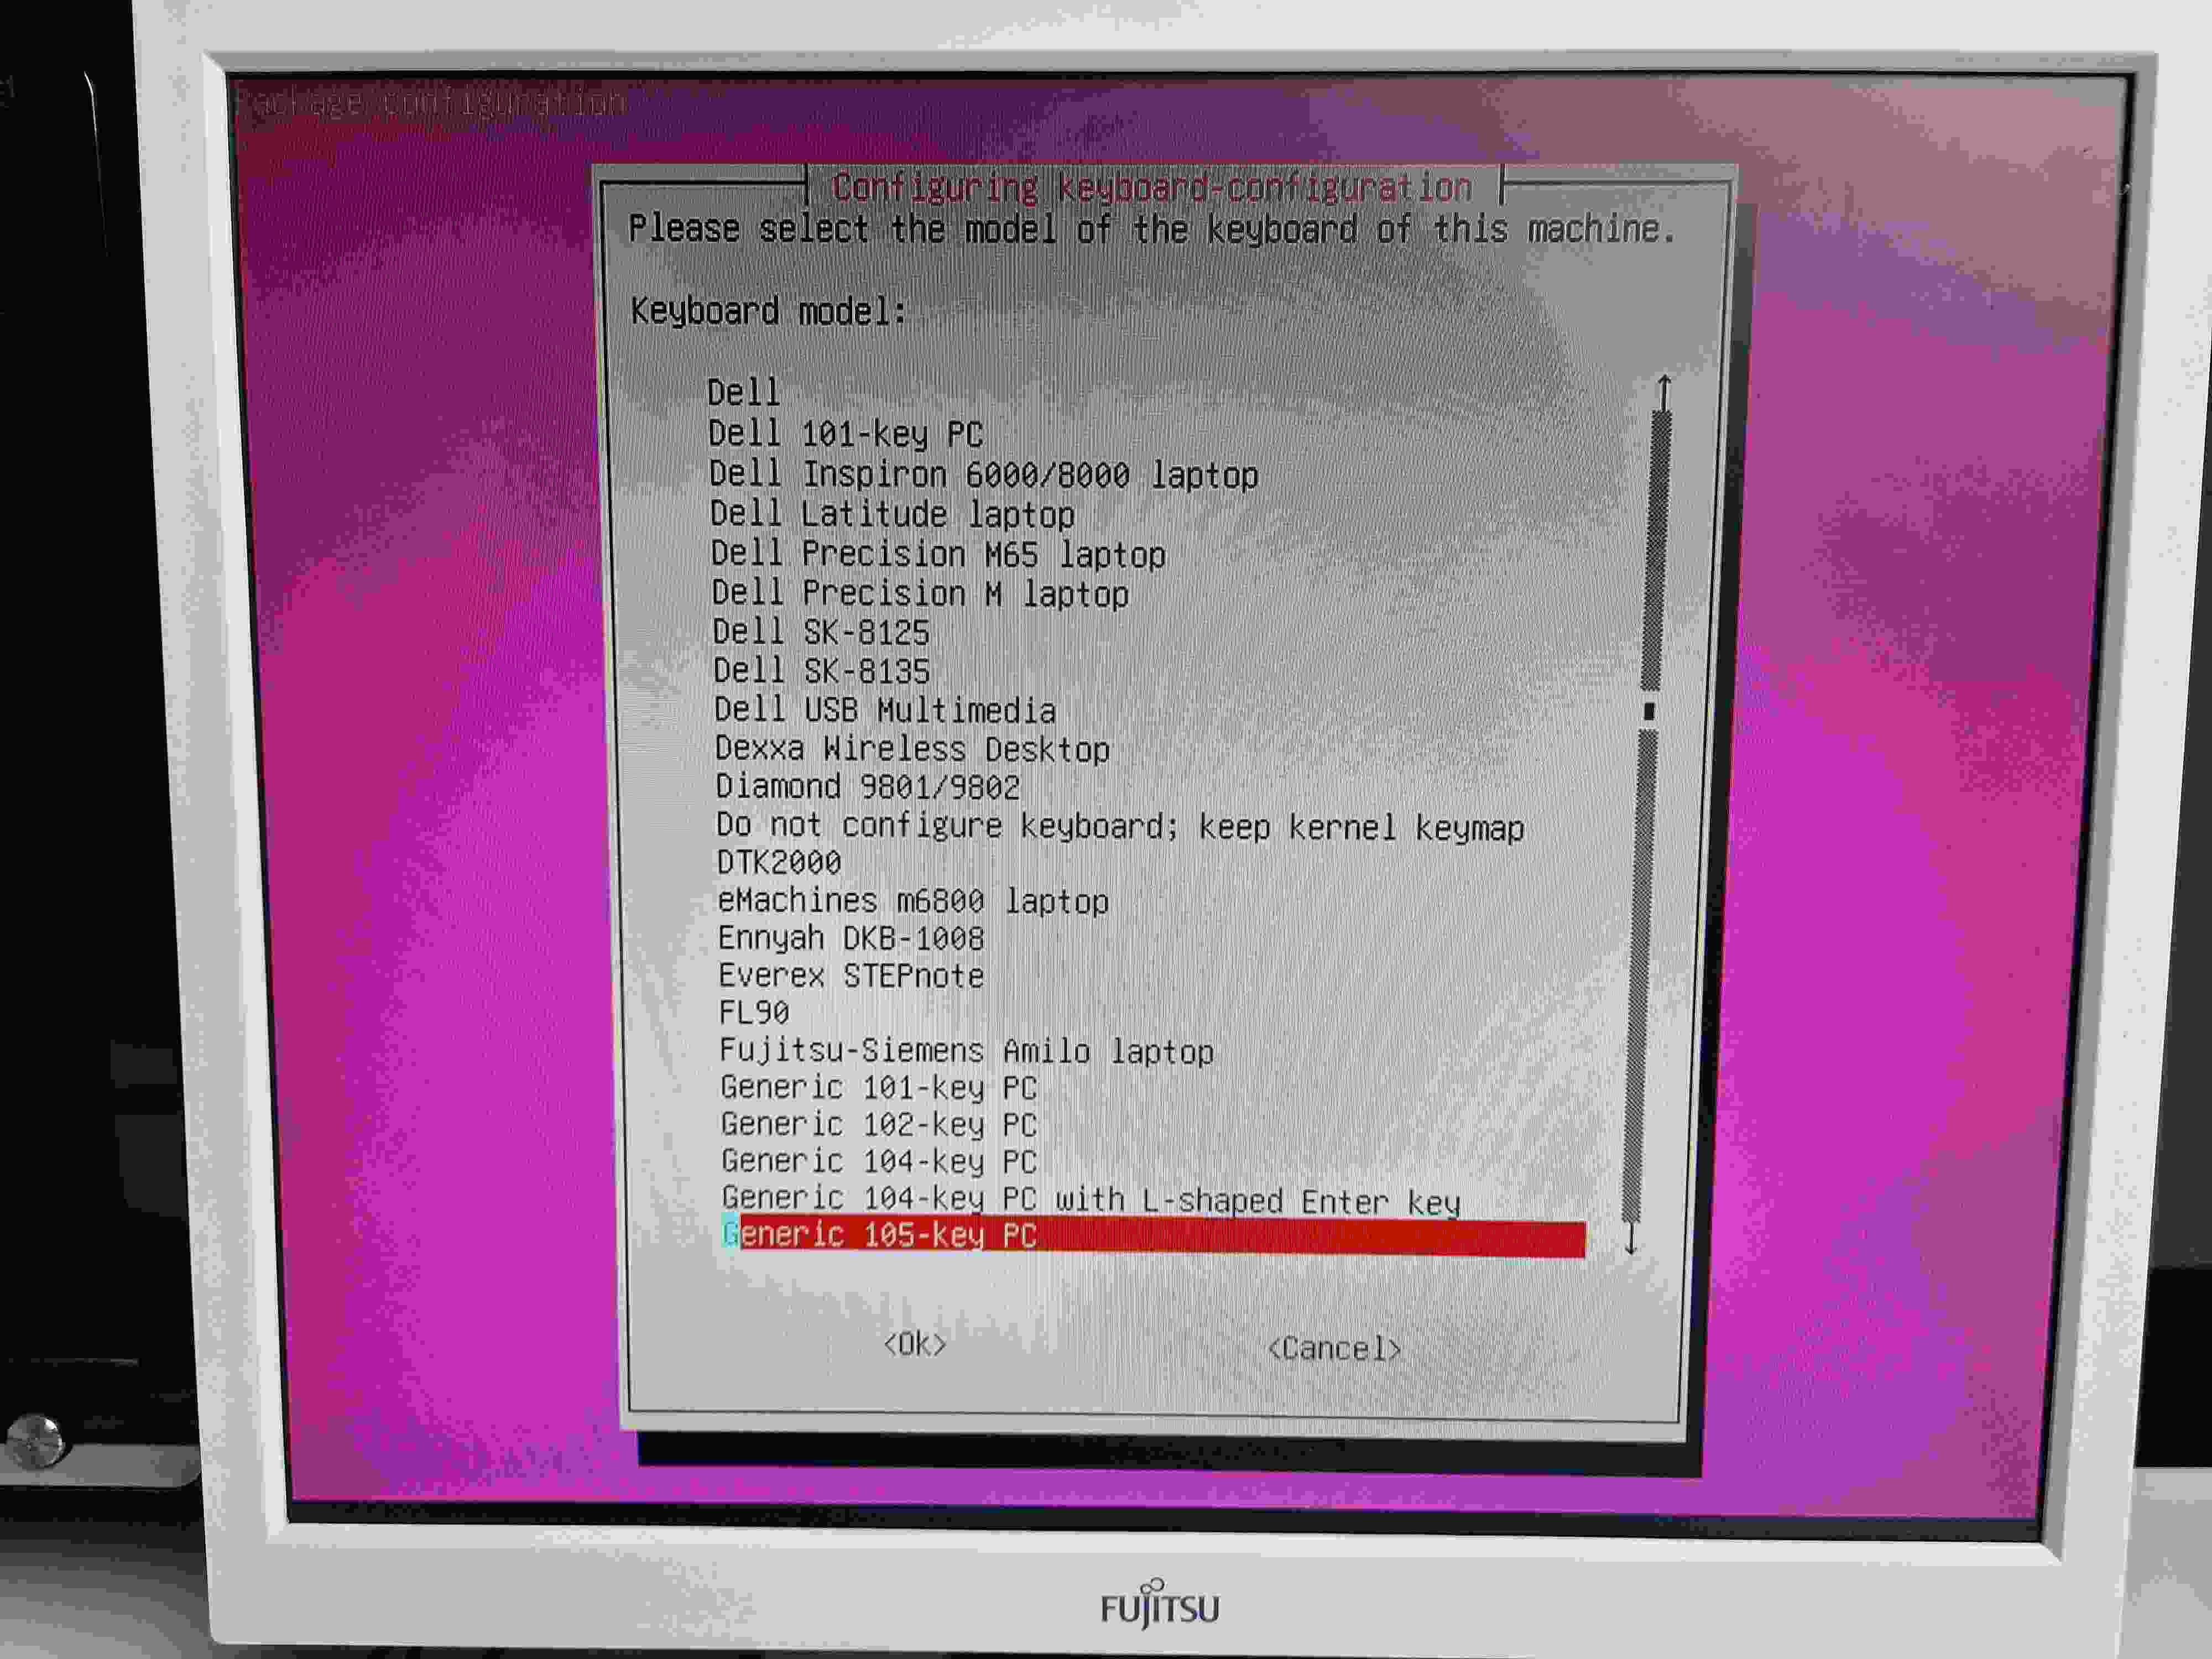 Package configuration
Configuring keyboard-configuration
Please select the model of the keyboard of this machine.
Keyboard model:
Dell
Dell 101-key PC
Dell Inspiron 6000/8000 laptop
Dell Latitude laptop
Dell Precision M65 laptop
Dell Precision M laptop
Dell SK-8125
Dell SK-8135
Dell USB Multimedia
Dexxa Wireless Desktop
Diamond 9801/9802
Do not configure keyboard; keep kernel keymap
DTK2000
eMachines m6800 laptop
Ennyah DKB-1008
Everex STEPnote
FL90
Fujitsu-Siemens Amilo laptop
Generic 101-key PC
Generic 102-key PC
Generic 104-key PC
Generic 104-key PC with L-shaped Enter key
Generic 105-key PC
<Ok> <Cancel>
FUJITSU